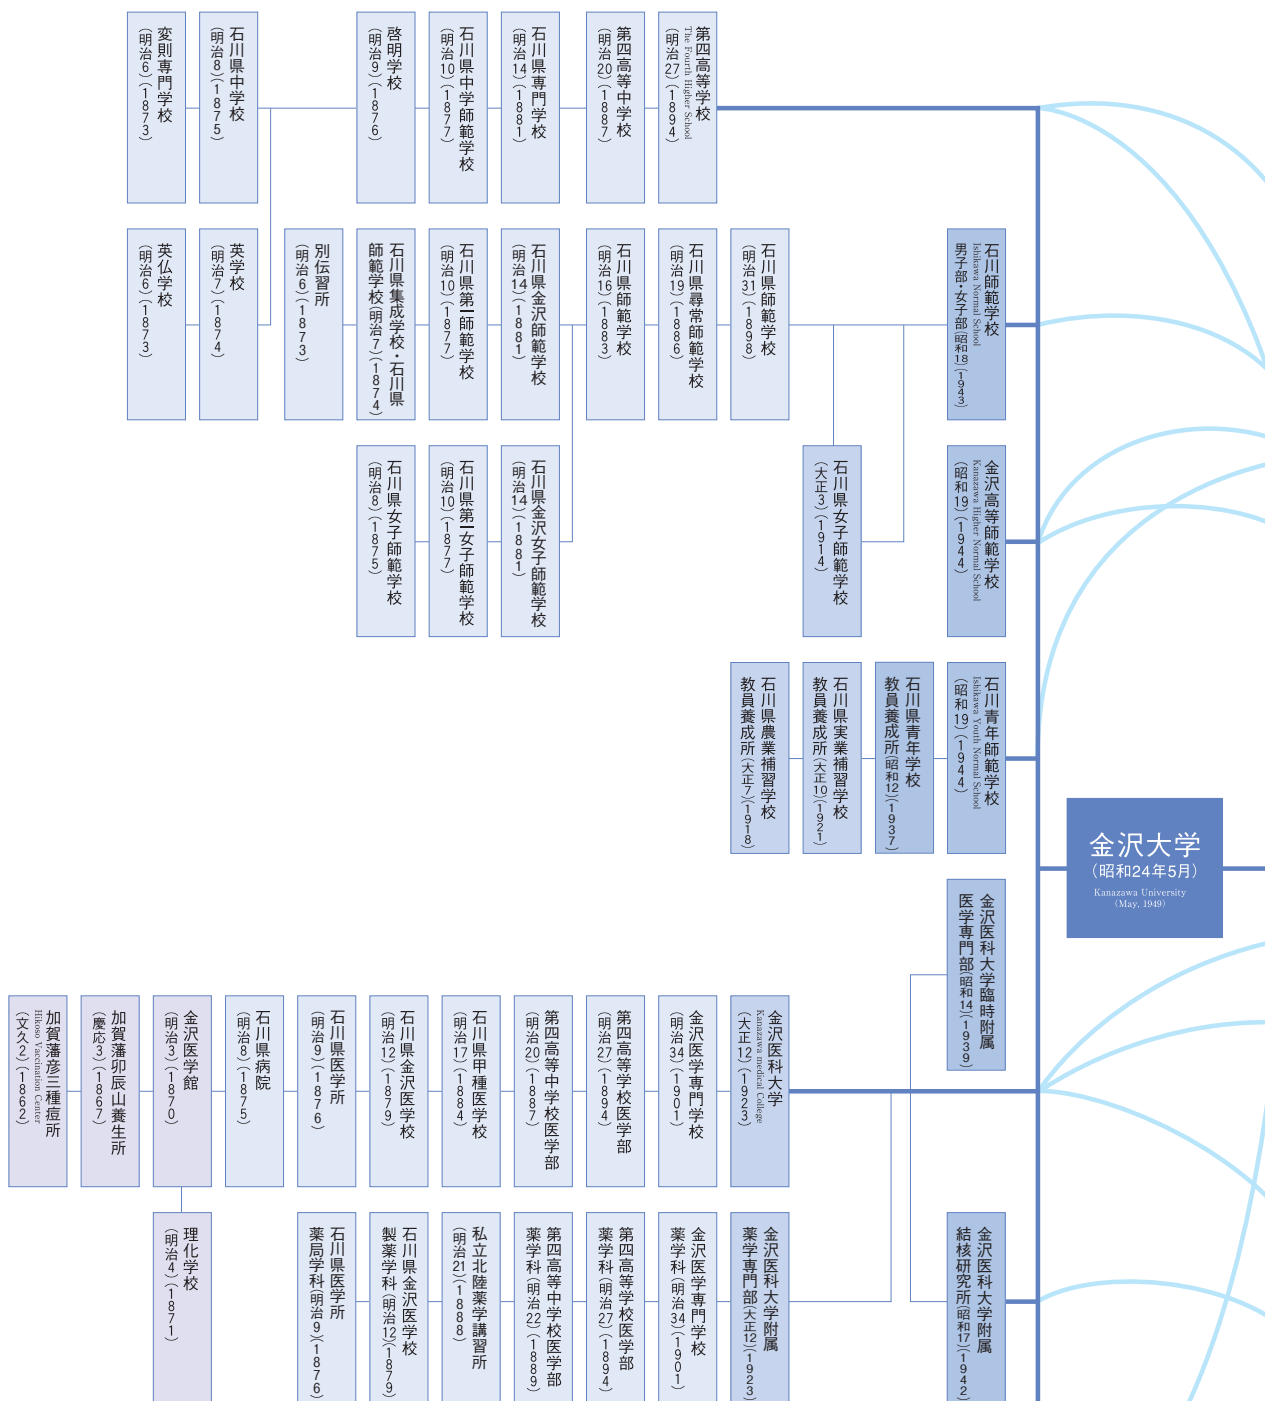 変則専門学校
（明治6）（1873）
石川県中学校
（明治8）（1875）
啓明学校
（明治9）（1876）
石川県中学師範学校
（明治10）（1877）
石川県専門学校
（明治14）（1881）
第四高等中学校
（明治20）（1887）
第四高等学校
The Fourth Higher School
（明治27）（1894）
英仏学校
（明治6）（1873）
英学校
（明治7）（1874）
別伝習所
（明治6）（1873）
石川県集成学校・石川県
師範学校（明治7）（1874）
石川県第一師範学校
（明治10）（1877）
石川県金沢師範学校
（明治14）（1881）
石川県師範学校
（明治16）（1883）
石川県尋常師範学校
（明治19）（1886）
石川県師範学校
（明治31）（1898）
石川師範学校
Ishikawa Normal School
男子部・女子部（昭和18）（1943）
石川県女子師範学校
（明治8）（1875）
石川県第一女子師範学校
（明治10）（1877）
石川県金沢女子師範学校
（明治14）（1881）
石川県女子師範学校
（大正3）（1914）
金沢高等師範学校
Kanazawa Higher Normal School
（昭和19）（1944）
石川県農業補習学校
教員養成所（大正7）（1918）
石川県実業補習学校
教員養成所（大正10）（1921）
石川県青年学校
教員養成所（昭和12）（1937）
石川青年師範学校
Ishikawa Youth Normal School
（昭和19）（1944）
金沢大学
（昭和24年5月）
Kanazawa University
（May, 1949）
金沢医科大学臨時附属
医学専門部（昭和14）（1939）
加賀藩彦三種痘所
Hikoso Vaccination Center
（文久2）（1862）
加賀藩卯辰山養生所
（慶応3）（1867）
金沢医学館
（明治3）（1870）
石川県病院
（明治8）（1875）
石川県医学所
（明治9）（1876）
石川県金沢医学校
（明治12）（1879）
石川県甲種医学校
（明治17）（1884）
第四高等中学校医学部
（明治20）（1887）
第四高等学校医学部
（明治27）（1894）
金沢医学専門学校
（明治34）（1901）
金沢医科大学
Kanazawa medical College
（大正12）（1923）
理化学校
（明治4）（1871）
石川県医学所
薬局学科（明治9）（1876）
石川県金沢医学校
製薬学科（明治12）（1879）
私立北陸薬学講習所
（明治21）（1888）
第四高等中学校医学部
薬学科（明治22）（1889）
第四高等学校医学部
薬学科（明治27）（1894）
金沢医学専門学校
薬学科（明治34）（1901）
金沢医科大学附属
薬学専門部（大正12）（1923）
金沢医科大学附属
結核研究所（昭和17）（1942）